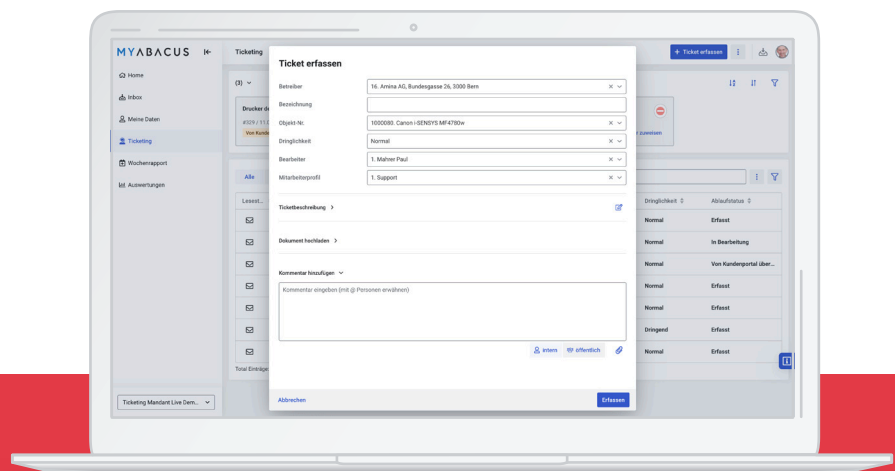 MYABACUS
Ticketing
+ Ticket erfassen
Home
Inbox
Meine Daten
Ticketing
Wochenrapport
Auswertungen
Ticketing Mandant Live Dem...
(3)
Drucker
#329 / 11.
Von Kunde
zuweisen
Alle
Lesest...
Dringlichkeit
Ablaufstatus
Normal
Erfasst
Normal
In Bearbeitung
Normal
Von Kundenportal über...
Normal
Erfasst
Normal
Erfasst
Dringend
Erfasst
Normal
Erfasst
Total Einträge
Ticket erfassen
Betreiber
16. Amina AG, Bundesgasse 26, 3000 Bern
Bezeichnung
Objekt-Nr.
1000080. Canon i-SENSYS MF4780w
Dringlichkeit
Normal
Bearbeiter
1. Mahrer Paul
Mitarbeiterprofil
1. Support
Ticketbeschreibung
Dokument hochladen
Kommentar hinzufügen
Kommentar eingeben (mit @ Personen erwähnen)
intern
öffentlich
Abbrechen
Erfassen